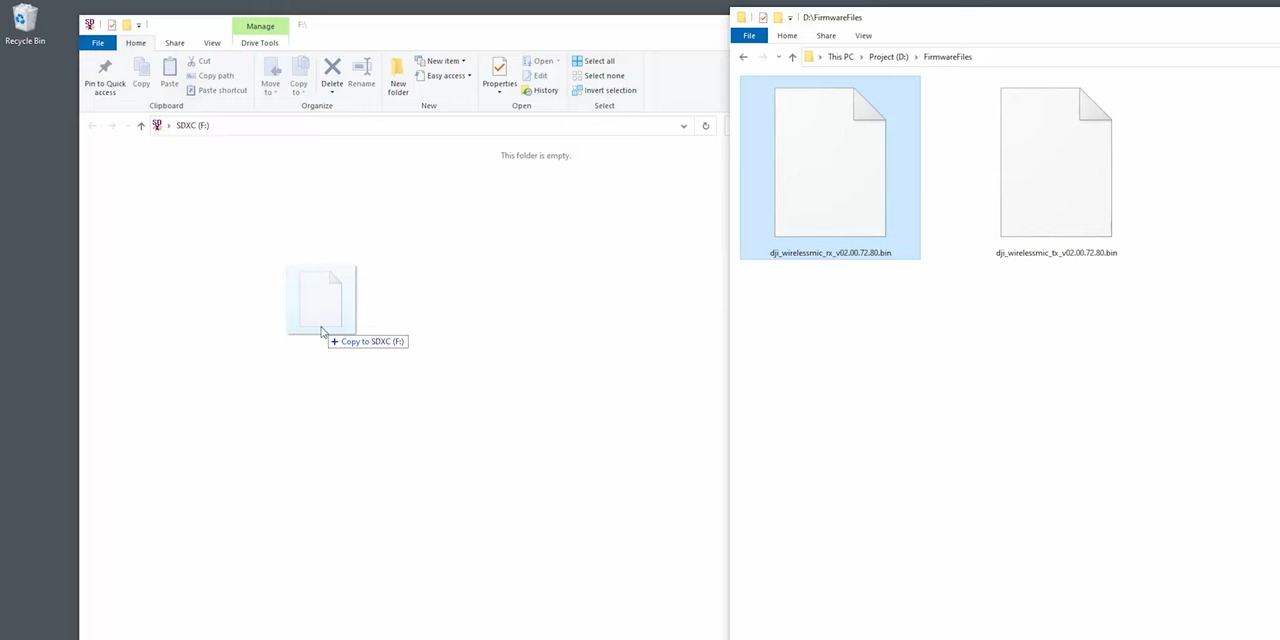 Recycle Bin
SD
F:\
Manage
File
Home
Share
View
Drive Tools
Pin to Quick
access
Copy
Paste
Cut
Copy path
Paste shortcut
Clipboard
Move
to
Copy
to
Delete
Rename
Organize
New
folder
New item
Easy access
New
Properties
Open
Edit
History
Open
Select all
Select none
Invert selection
Select
SD
SDXC (F:)
This folder is empty.
+ Copy to SDXC (F:)
D:\FirmwareFiles
File
Home
Share
View
This PC > Project (D:) > FirmwareFiles
dji_wirelessmic_rx_v02.00.72.80.bin
dji_wirelessmic_tx_v02.00.72.80.bin